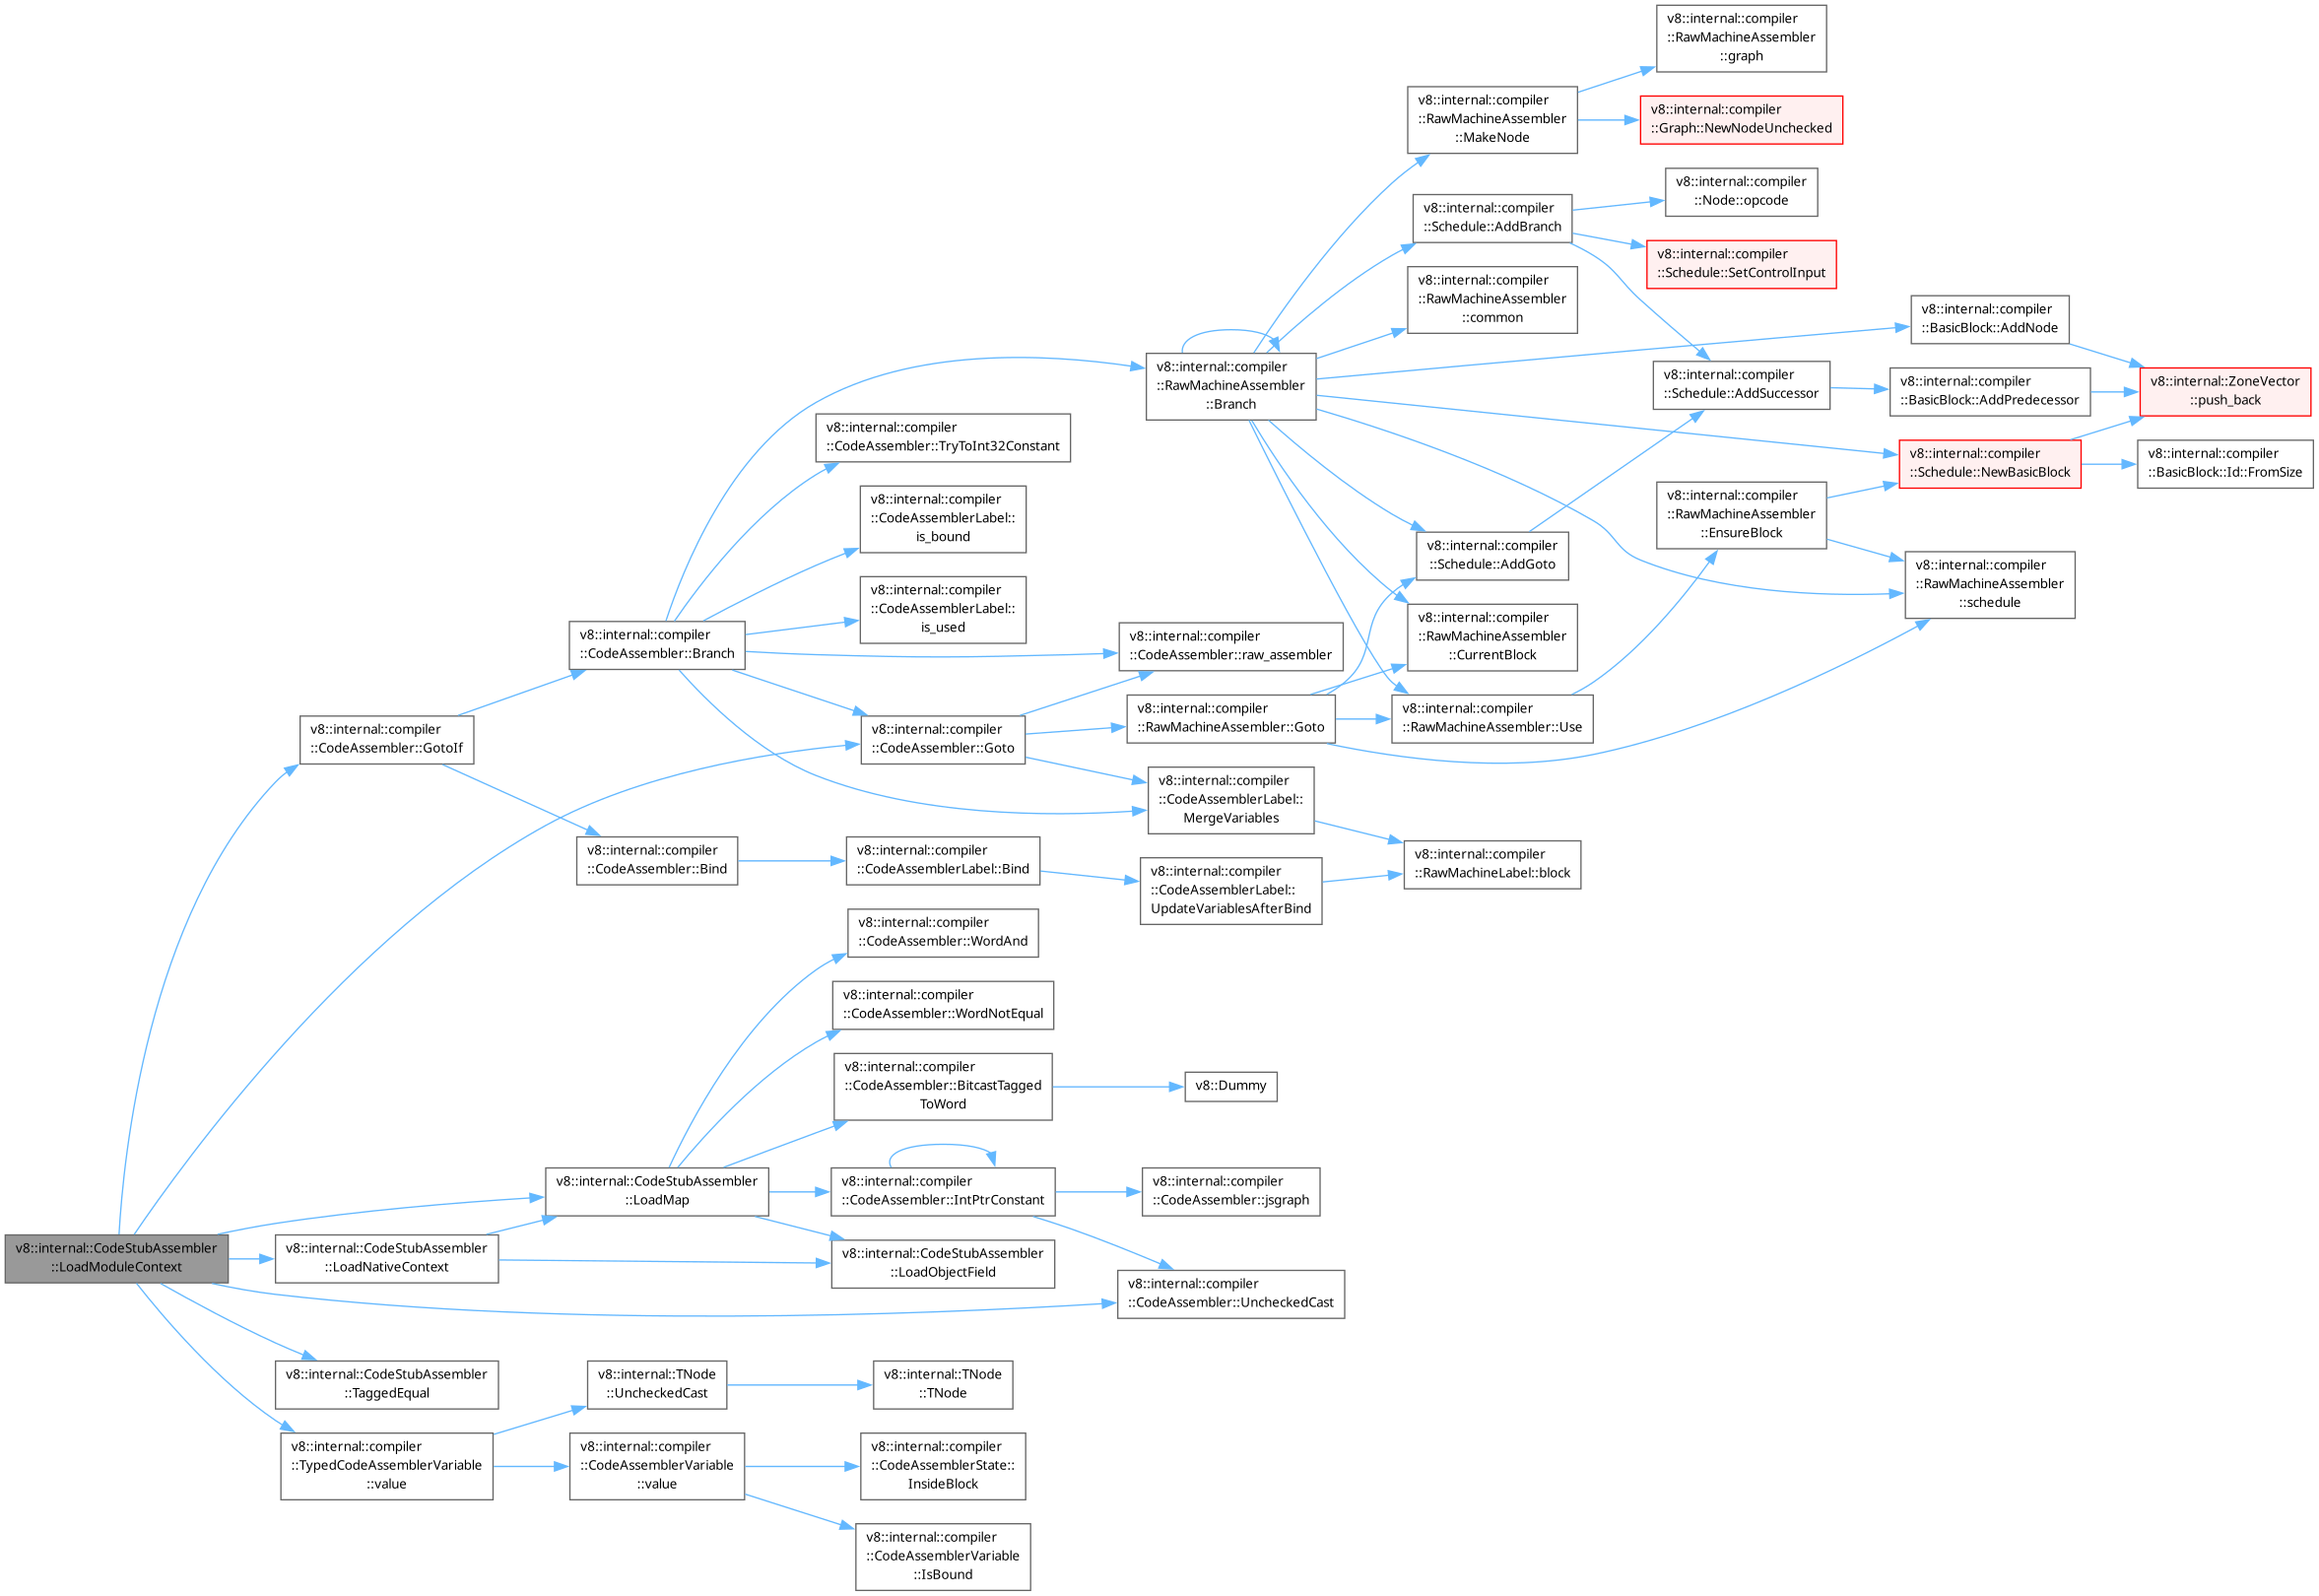 v8::internal::compiler
::RawMachineAssembler
::graph
v8::internal::compiler
::RawMachineAssembler
::MakeNode
v8::internal::compiler
::Graph::NewNodeUnchecked
v8::internal::compiler
::Node::opcode
v8::internal::compiler
::Schedule::AddBranch
v8::internal::compiler
::Schedule::SetControlInput
v8::internal::compiler
::RawMachineAssembler
::common
v8::internal::compiler
::BasicBlock::AddNode
v8::internal::compiler
::RawMachineAssembler
::Branch
v8::internal::compiler
::Schedule::AddSuccessor
v8::internal::compiler
::BasicBlock::AddPredecessor
v8::internal::ZoneVector
::push_back
v8::internal::compiler
::CodeAssembler::TryToInt32Constant
v8::internal::compiler
::Schedule::NewBasicBlock
v8::internal::compiler
::BasicBlock::Id::FromSize
v8::internal::compiler
::CodeAssemblerLabel::
is_bound
v8::internal::compiler
::RawMachineAssembler
::EnsureBlock
v8::internal::compiler
::Schedule::AddGoto
v8::internal::compiler
::RawMachineAssembler
::schedule
v8::internal::compiler
::CodeAssemblerLabel::
is_used
v8::internal::compiler
::RawMachineAssembler
::CurrentBlock
v8::internal::compiler
::CodeAssembler::Branch
v8::internal::compiler
::CodeAssembler::raw_assembler
v8::internal::compiler
::RawMachineAssembler::Goto
v8::internal::compiler
::RawMachineAssembler::Use
v8::internal::compiler
::CodeAssembler::GotoIf
v8::internal::compiler
::CodeAssembler::Goto
v8::internal::compiler
::CodeAssemblerLabel::
MergeVariables
v8::internal::compiler
::CodeAssembler::Bind
v8::internal::compiler
::CodeAssemblerLabel::Bind
v8::internal::compiler
::RawMachineLabel::block
v8::internal::compiler
::CodeAssemblerLabel::
UpdateVariablesAfterBind
v8::internal::compiler
::CodeAssembler::WordAnd
v8::internal::compiler
::CodeAssembler::WordNotEqual
v8::internal::compiler
::CodeAssembler::BitcastTagged
ToWord
v8::Dummy
v8::internal::CodeStubAssembler
::LoadMap
v8::internal::compiler
::CodeAssembler::IntPtrConstant
v8::internal::compiler
::CodeAssembler::jsgraph
v8::internal::CodeStubAssembler
::LoadModuleContext
v8::internal::CodeStubAssembler
::LoadNativeContext
v8::internal::CodeStubAssembler
::LoadObjectField
v8::internal::compiler
::CodeAssembler::UncheckedCast
v8::internal::CodeStubAssembler
::TaggedEqual
v8::internal::TNode
::UncheckedCast
v8::internal::TNode
::TNode
v8::internal::compiler
::TypedCodeAssemblerVariable
::value
v8::internal::compiler
::CodeAssemblerVariable
::value
v8::internal::compiler
::CodeAssemblerState::
InsideBlock
v8::internal::compiler
::CodeAssemblerVariable
::IsBound